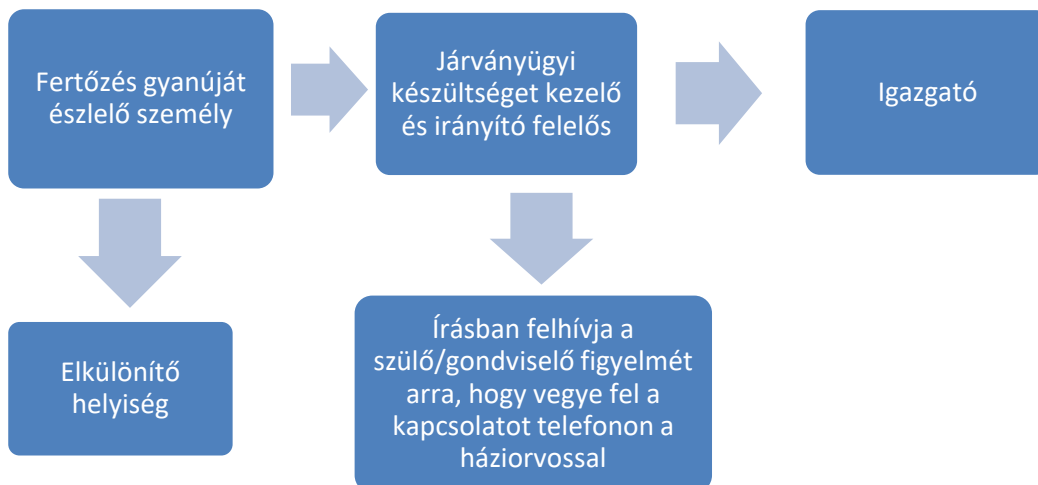 Fertőzés gyanúját
észlelő személy
Járványügyi
készültséget kezelő
és irányító felelős
Igazgató
Elkülönítő
helyiség
Írásban felhívja a
szülő/gondviselő figyelmét
arra, hogy vegye fel a
kapcsolatot telefonon a
háziorvossal